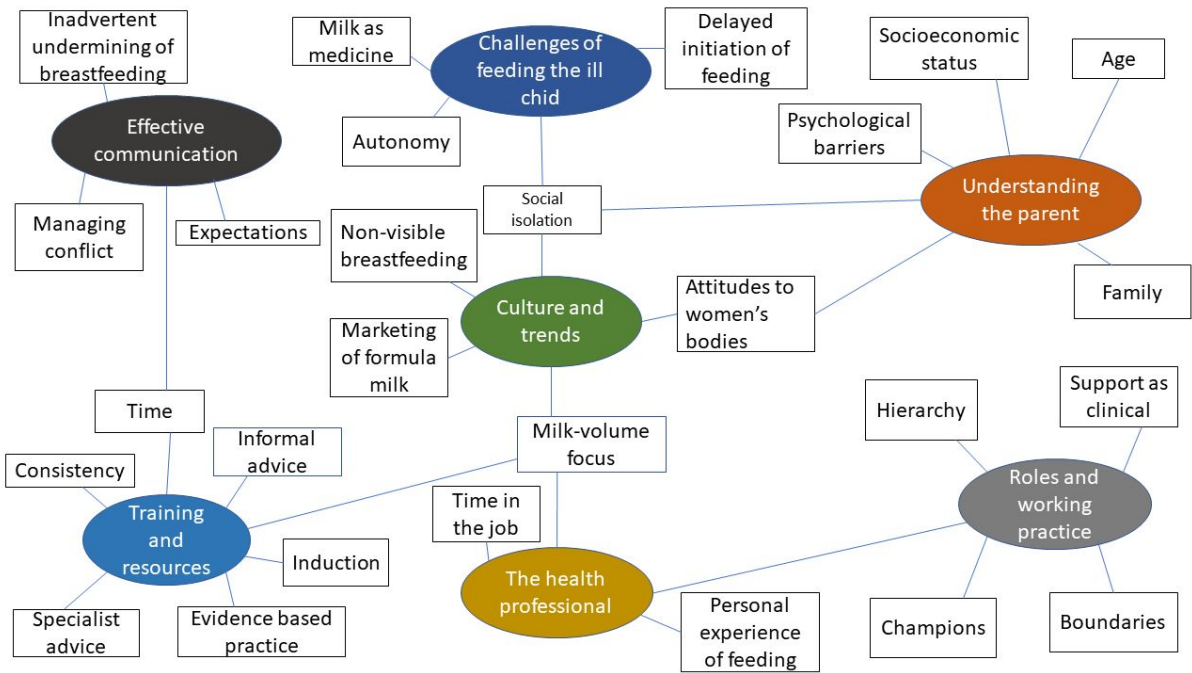 Inadvertent
undermining of
breastfeeding
Milk as
medicine
Challenges of
feeding the ill
chid
Delayed
initiation of
feeding
Socioeconomic
status
Age
Effective
communication
Autonomy
Psychological
barriers
Understanding
the parent
Managing
conflict
Expectations
Social
isolation
Non-visible
breastfeeding
Family
Culture and
trends
Attitudes to
women’s
bodies
Marketing
of formula
milk
Time
Hierarchy
Support as
clinical
Milk-volume
focus
Informal
advice
Consistency
Time in
the job
Roles and
working
practice
Training
and
resources
Induction
The health
professional
Specialist
advice
Evidence based
practice
Personal
experience
of feeding
Champions
Boundaries